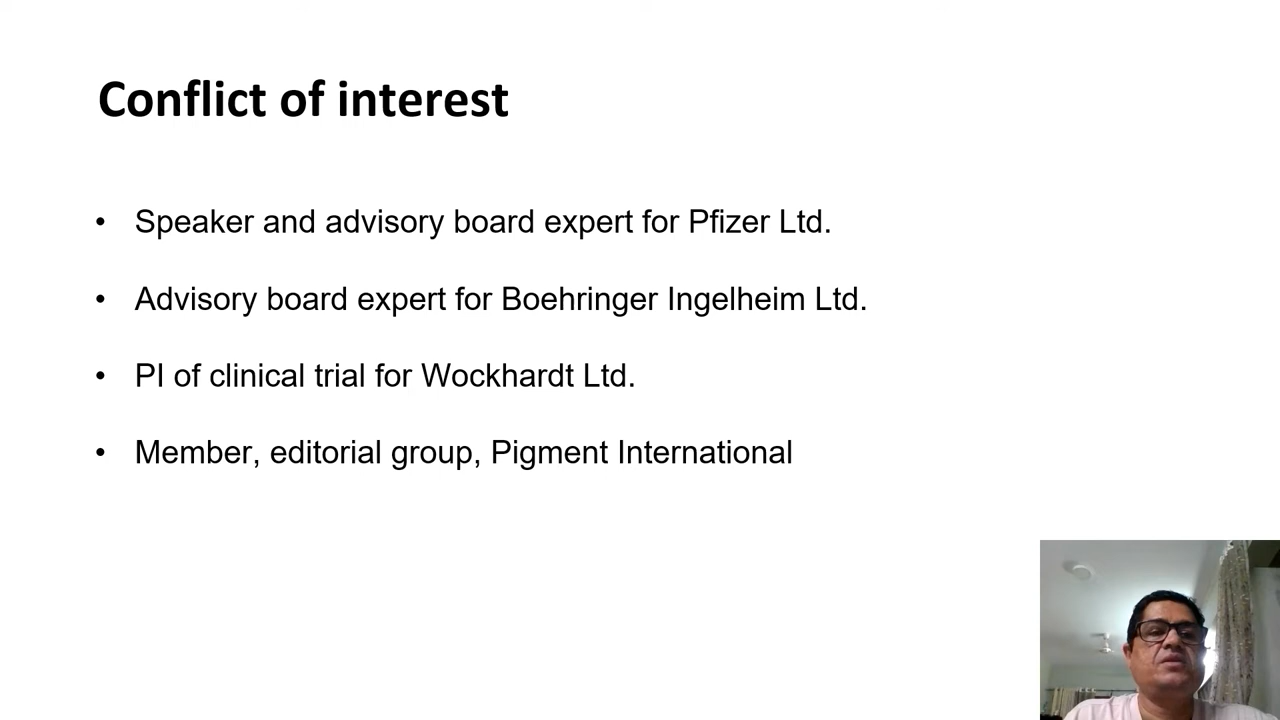 Conflict of interest
• Speaker and advisory board expert for Pfizer Ltd.
• Advisory board expert for Boehringer Ingelheim Ltd.
• PI of clinical trial for Wockhardt Ltd.
• Member, editorial group, Pigment International